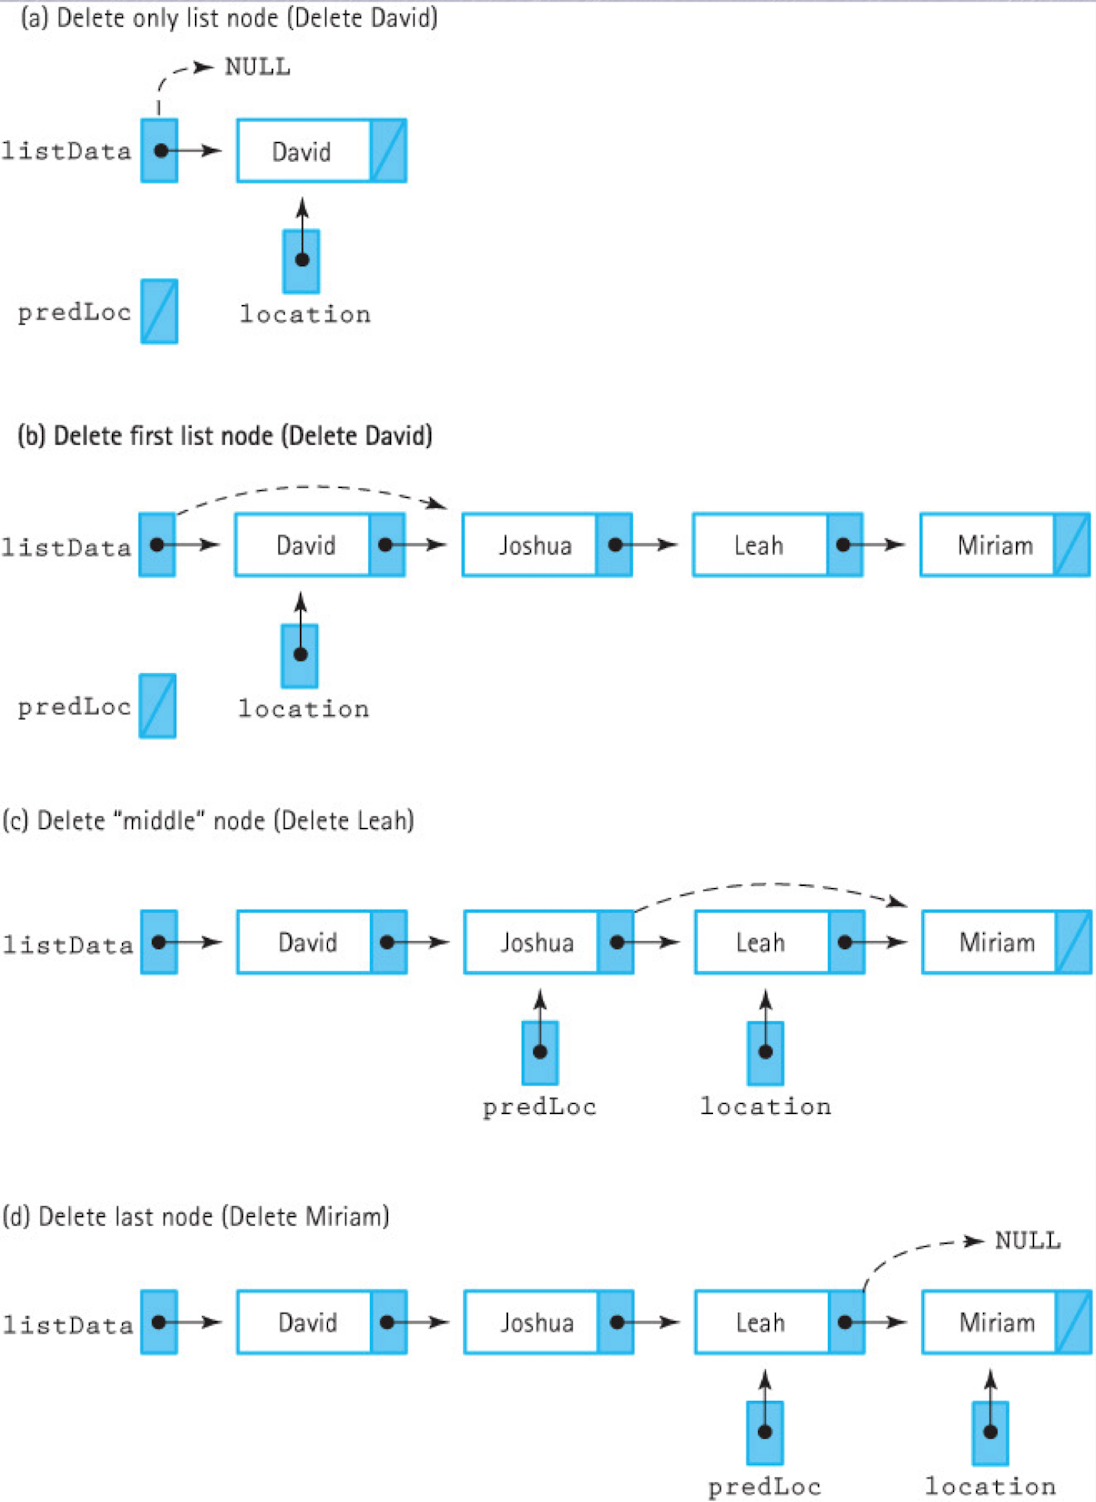 (a) Delete only list node (Delete David)
NULL
listData David
predLoc location
(b) Delete first list node (Delete David)
listData David Joshua Leah Miriam
predLoc location
(c) Delete “middle” node (Delete Leah)
listData David Joshua Leah Miriam
predLoc location
(d) Delete last node (Delete Miriam)
NULL
listData David Joshua Leah Miriam
predLoc location